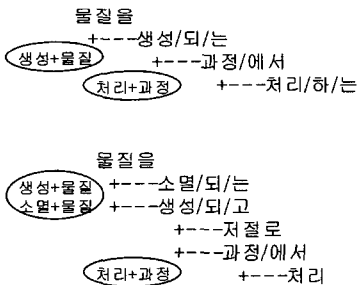 물질을
+---생성/되/는
생성+물질 +---과정/에서
처리+과정 +---처리/하/는
물질을
생성+물질 +---소멸/되/는
소멸+물질 +---생성/되/고
+---저절로
+---과정/에서
처리+과정 +---처리